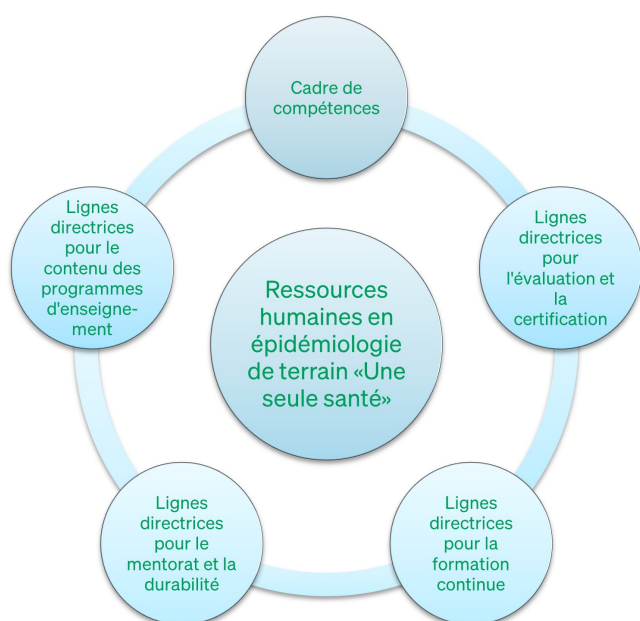 Cadre de
compétences
Lignes
directrices
pour le
contenu des
programmes
d'enseigne-
ment
Lignes
directrices
pour
l'évaluation et
la
certification
Ressources
humaines en
épidémiologie
de terrain «Une
seule santé»
Lignes
directrices
pour le
mentorat et la
durabilité
Lignes
directrices
pour la
formation
continue